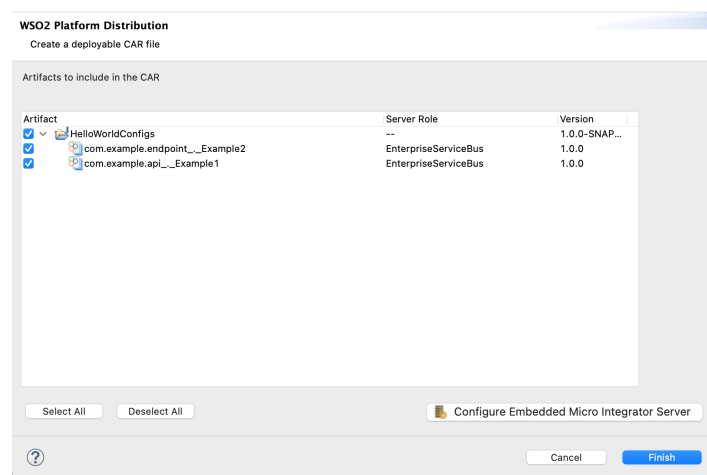 WSO2 Platform Distribution
Create a deployable CAR file
Artifacts to include in the CAR
Artifact Server Role Version
HelloWorldConfigs -- 1.0.0-SNAP...
com.example.endpoint_._Example2 EnterpriseServiceBus 1.0.0
com.example.api_._Example1 EnterpriseServiceBus 1.0.0
Select All Deselect All Configure Embedded Micro Integrator Server
? Cancel Finish